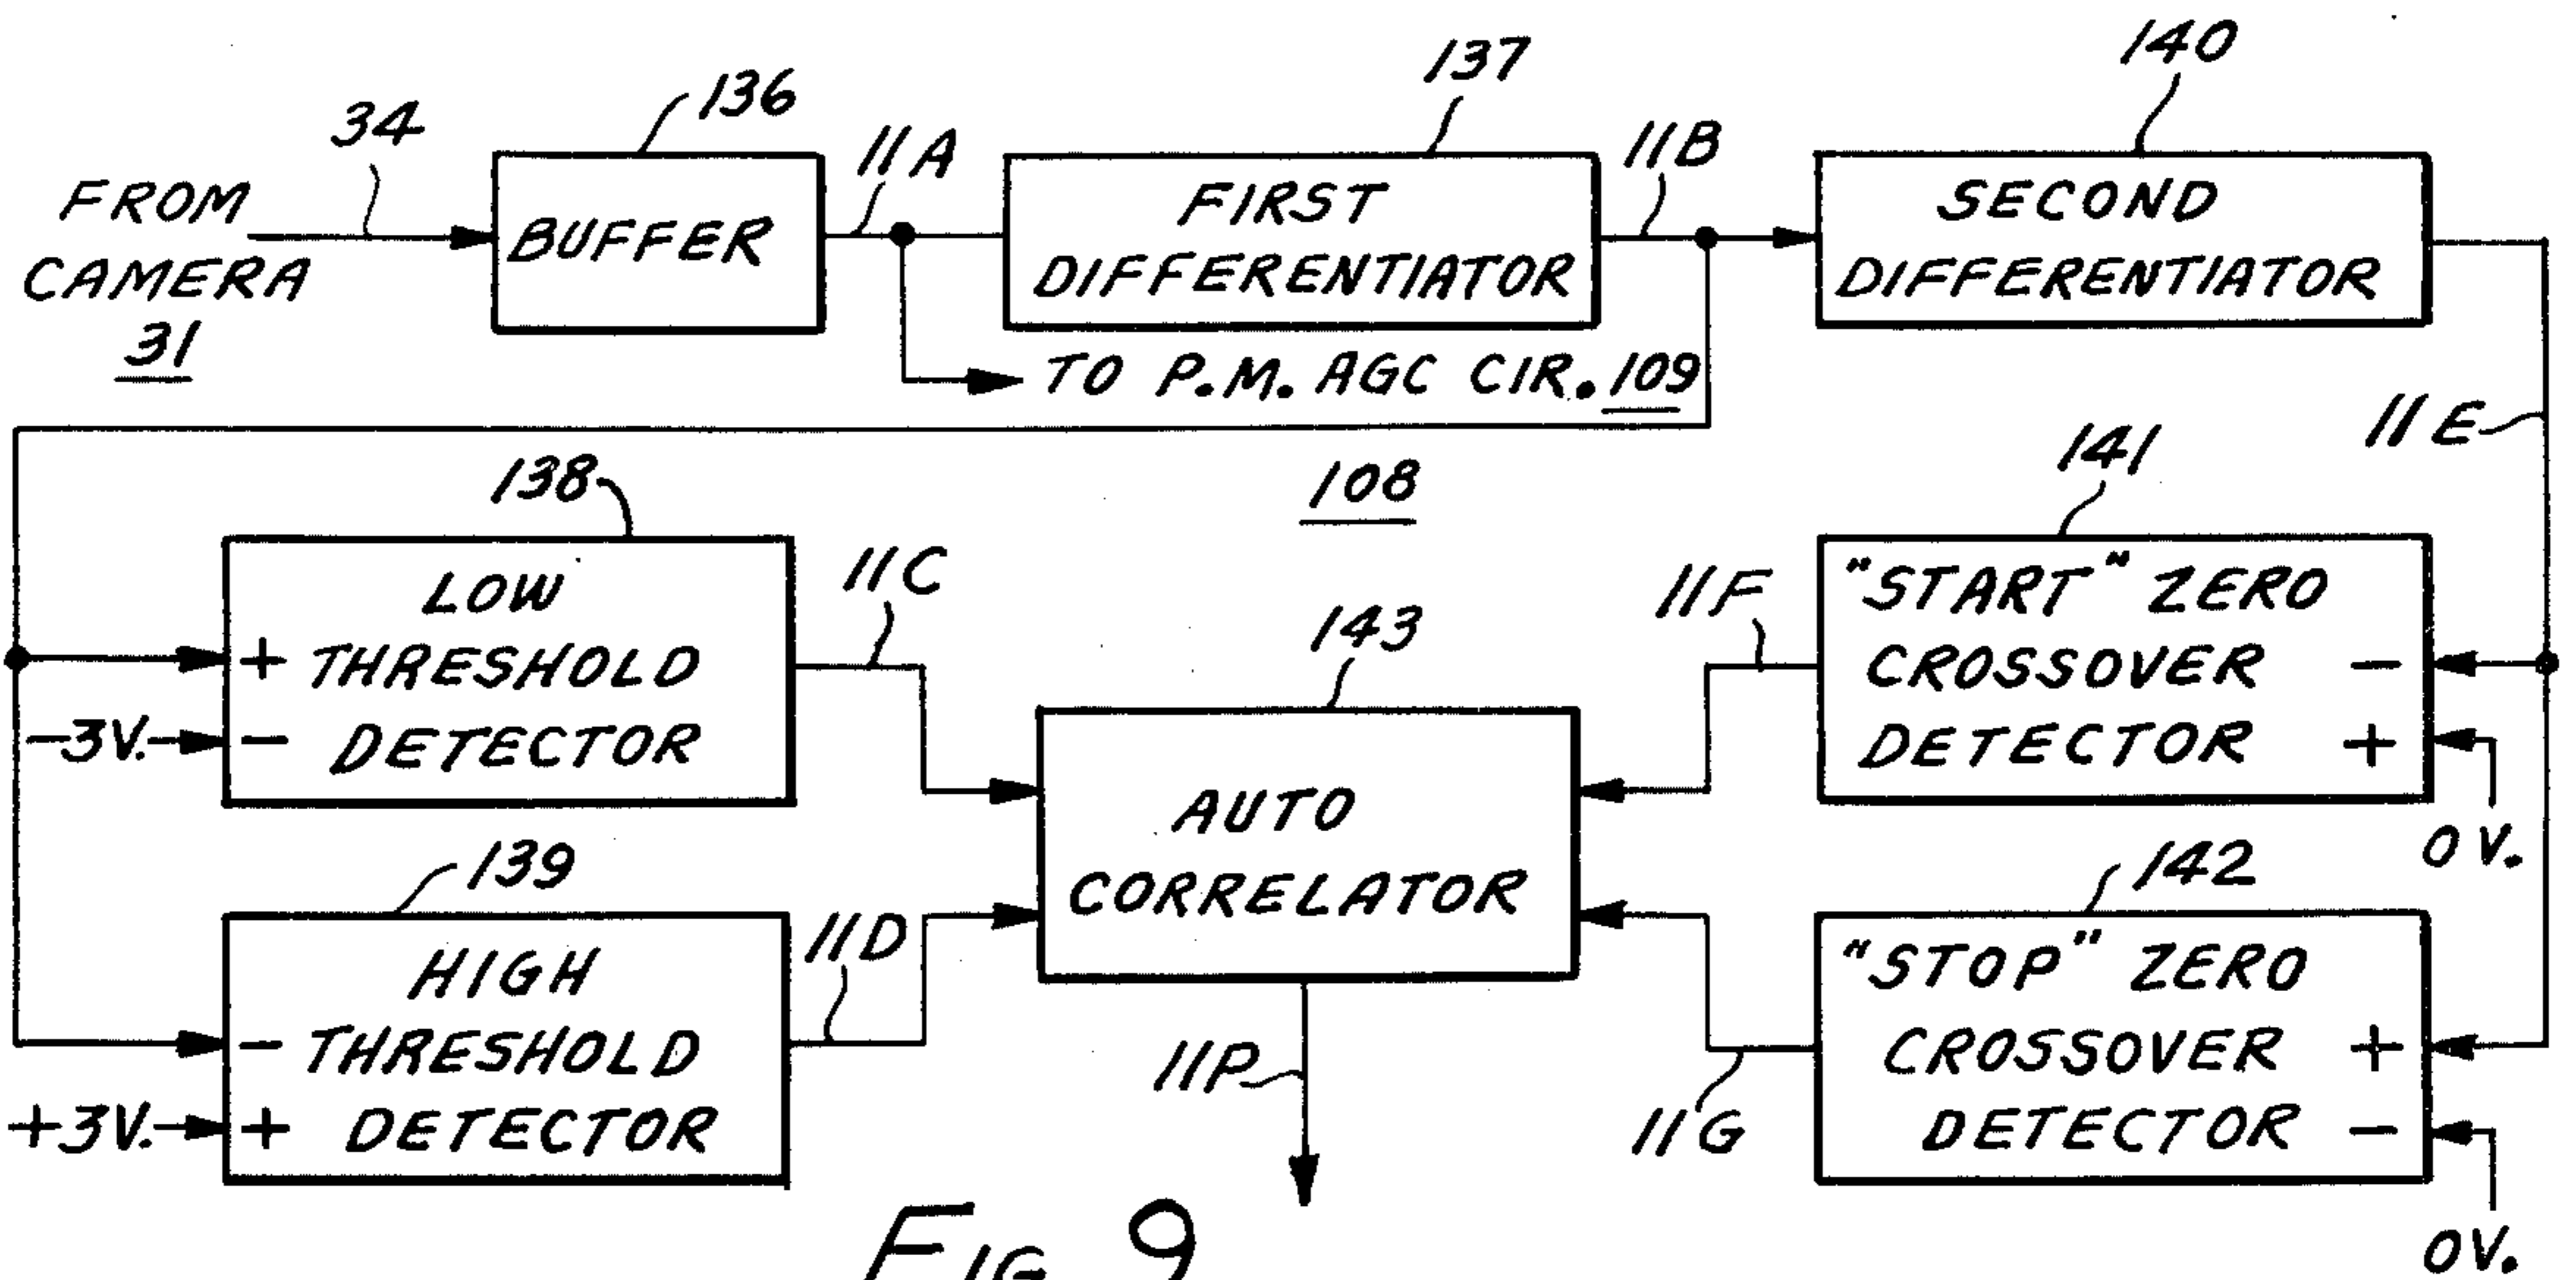 136
137
140
34
11A
11B
FROM
CAMERA
31
BUFFER
FIRST
DIFFERENTIATOR
SECOND
DIFFERENTIATOR
TO P.M. AGC CIR. 109
11E
138
108
141
LOW
THRESHOLD
DETECTOR
+
-3V.
-
11C
143
11F
"START" ZERO
CROSSOVER
DETECTOR
-
+
0V.
AUTO
CORRELATOR
139
142
HIGH
THRESHOLD
DETECTOR
-
+3V.
+
11D
11P
11G
"STOP" ZERO
CROSSOVER
DETECTOR
+
-
0V.
FIG 9